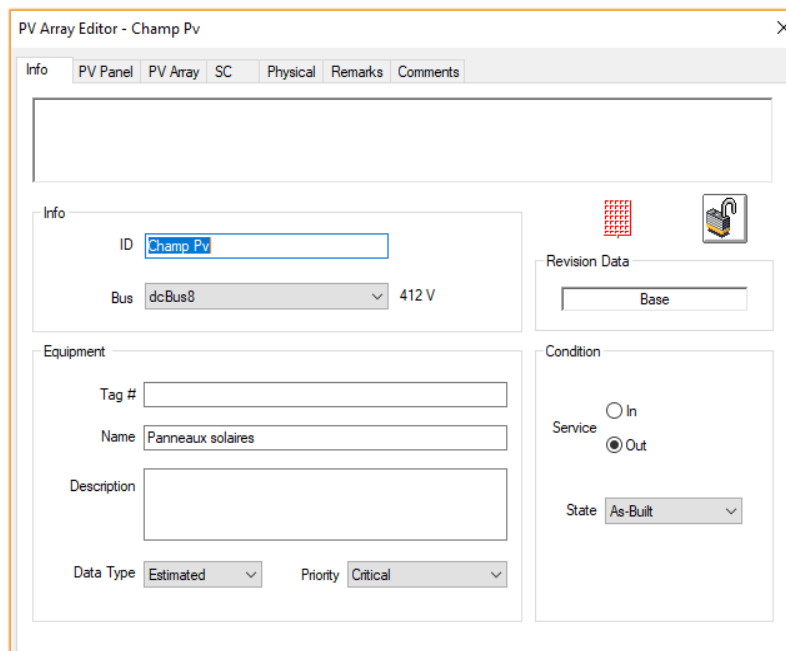 PV Array Editor - Champ Pv
Info PV Panel PV Array SC Physical Remarks Comments
Info
ID Champ Pv
Bus dcBus8 412 V
Revision Data
Base
Equipment
Tag #
Name Panneaux solaires
Description
Data Type Estimated Priority Critical
Condition
Service In
Out
State As-Built